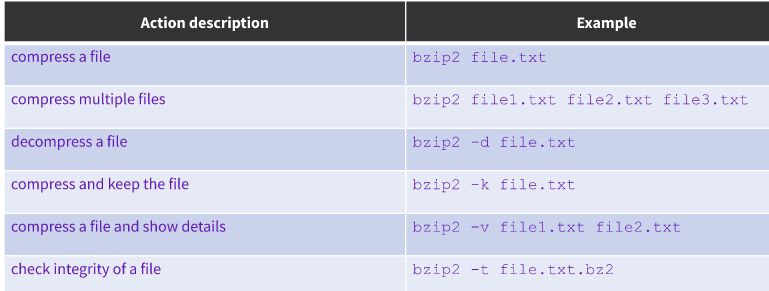 Action description Example
compress a file bzip2 file.txt
compress multiple files bzip2 file1.txt file2.txt file3.txt
decompress a file bzip2 -d file.txt
compress and keep the file bzip2 -k file.txt
compress a file and show details bzip2 -v file1.txt file2.txt
check integrity of a file bzip2 -t file.txt.bz2